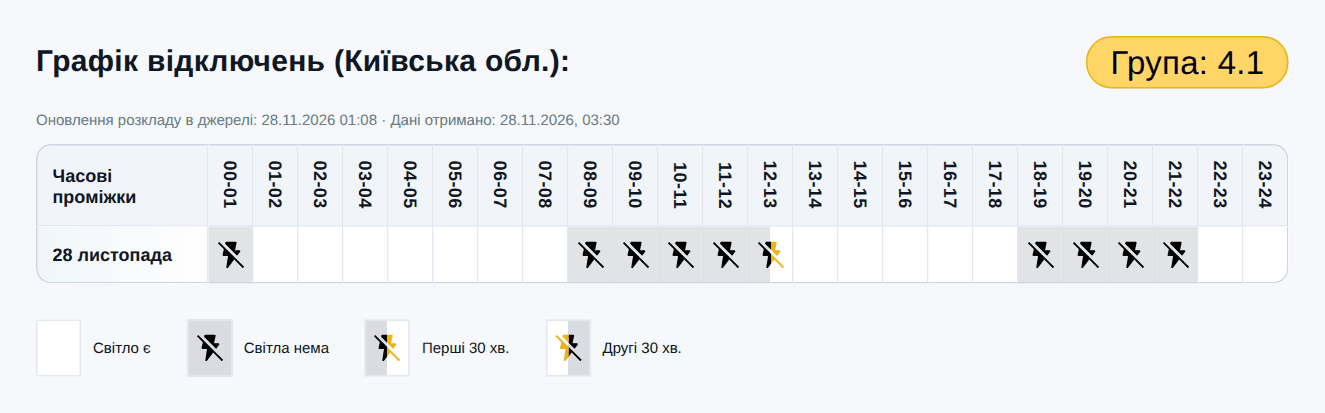 Графік відключень (Київська обл.):
Група: 4.1
Оновлення розкладу в джерелі: 28.11.2026 01:08 · Дані отримано: 28.11.2026, 03:30
Часові
проміжки
00-01
01-02
02-03
03-04
04-05
05-06
06-07
07-08
08-09
09-10
10-11
11-12
12-13
13-14
14-15
15-16
16-17
17-18
18-19
19-20
20-21
21-22
22-23
23-24
28 листопада
Світло є
Світла нема
Перші 30 хв.
Другі 30 хв.